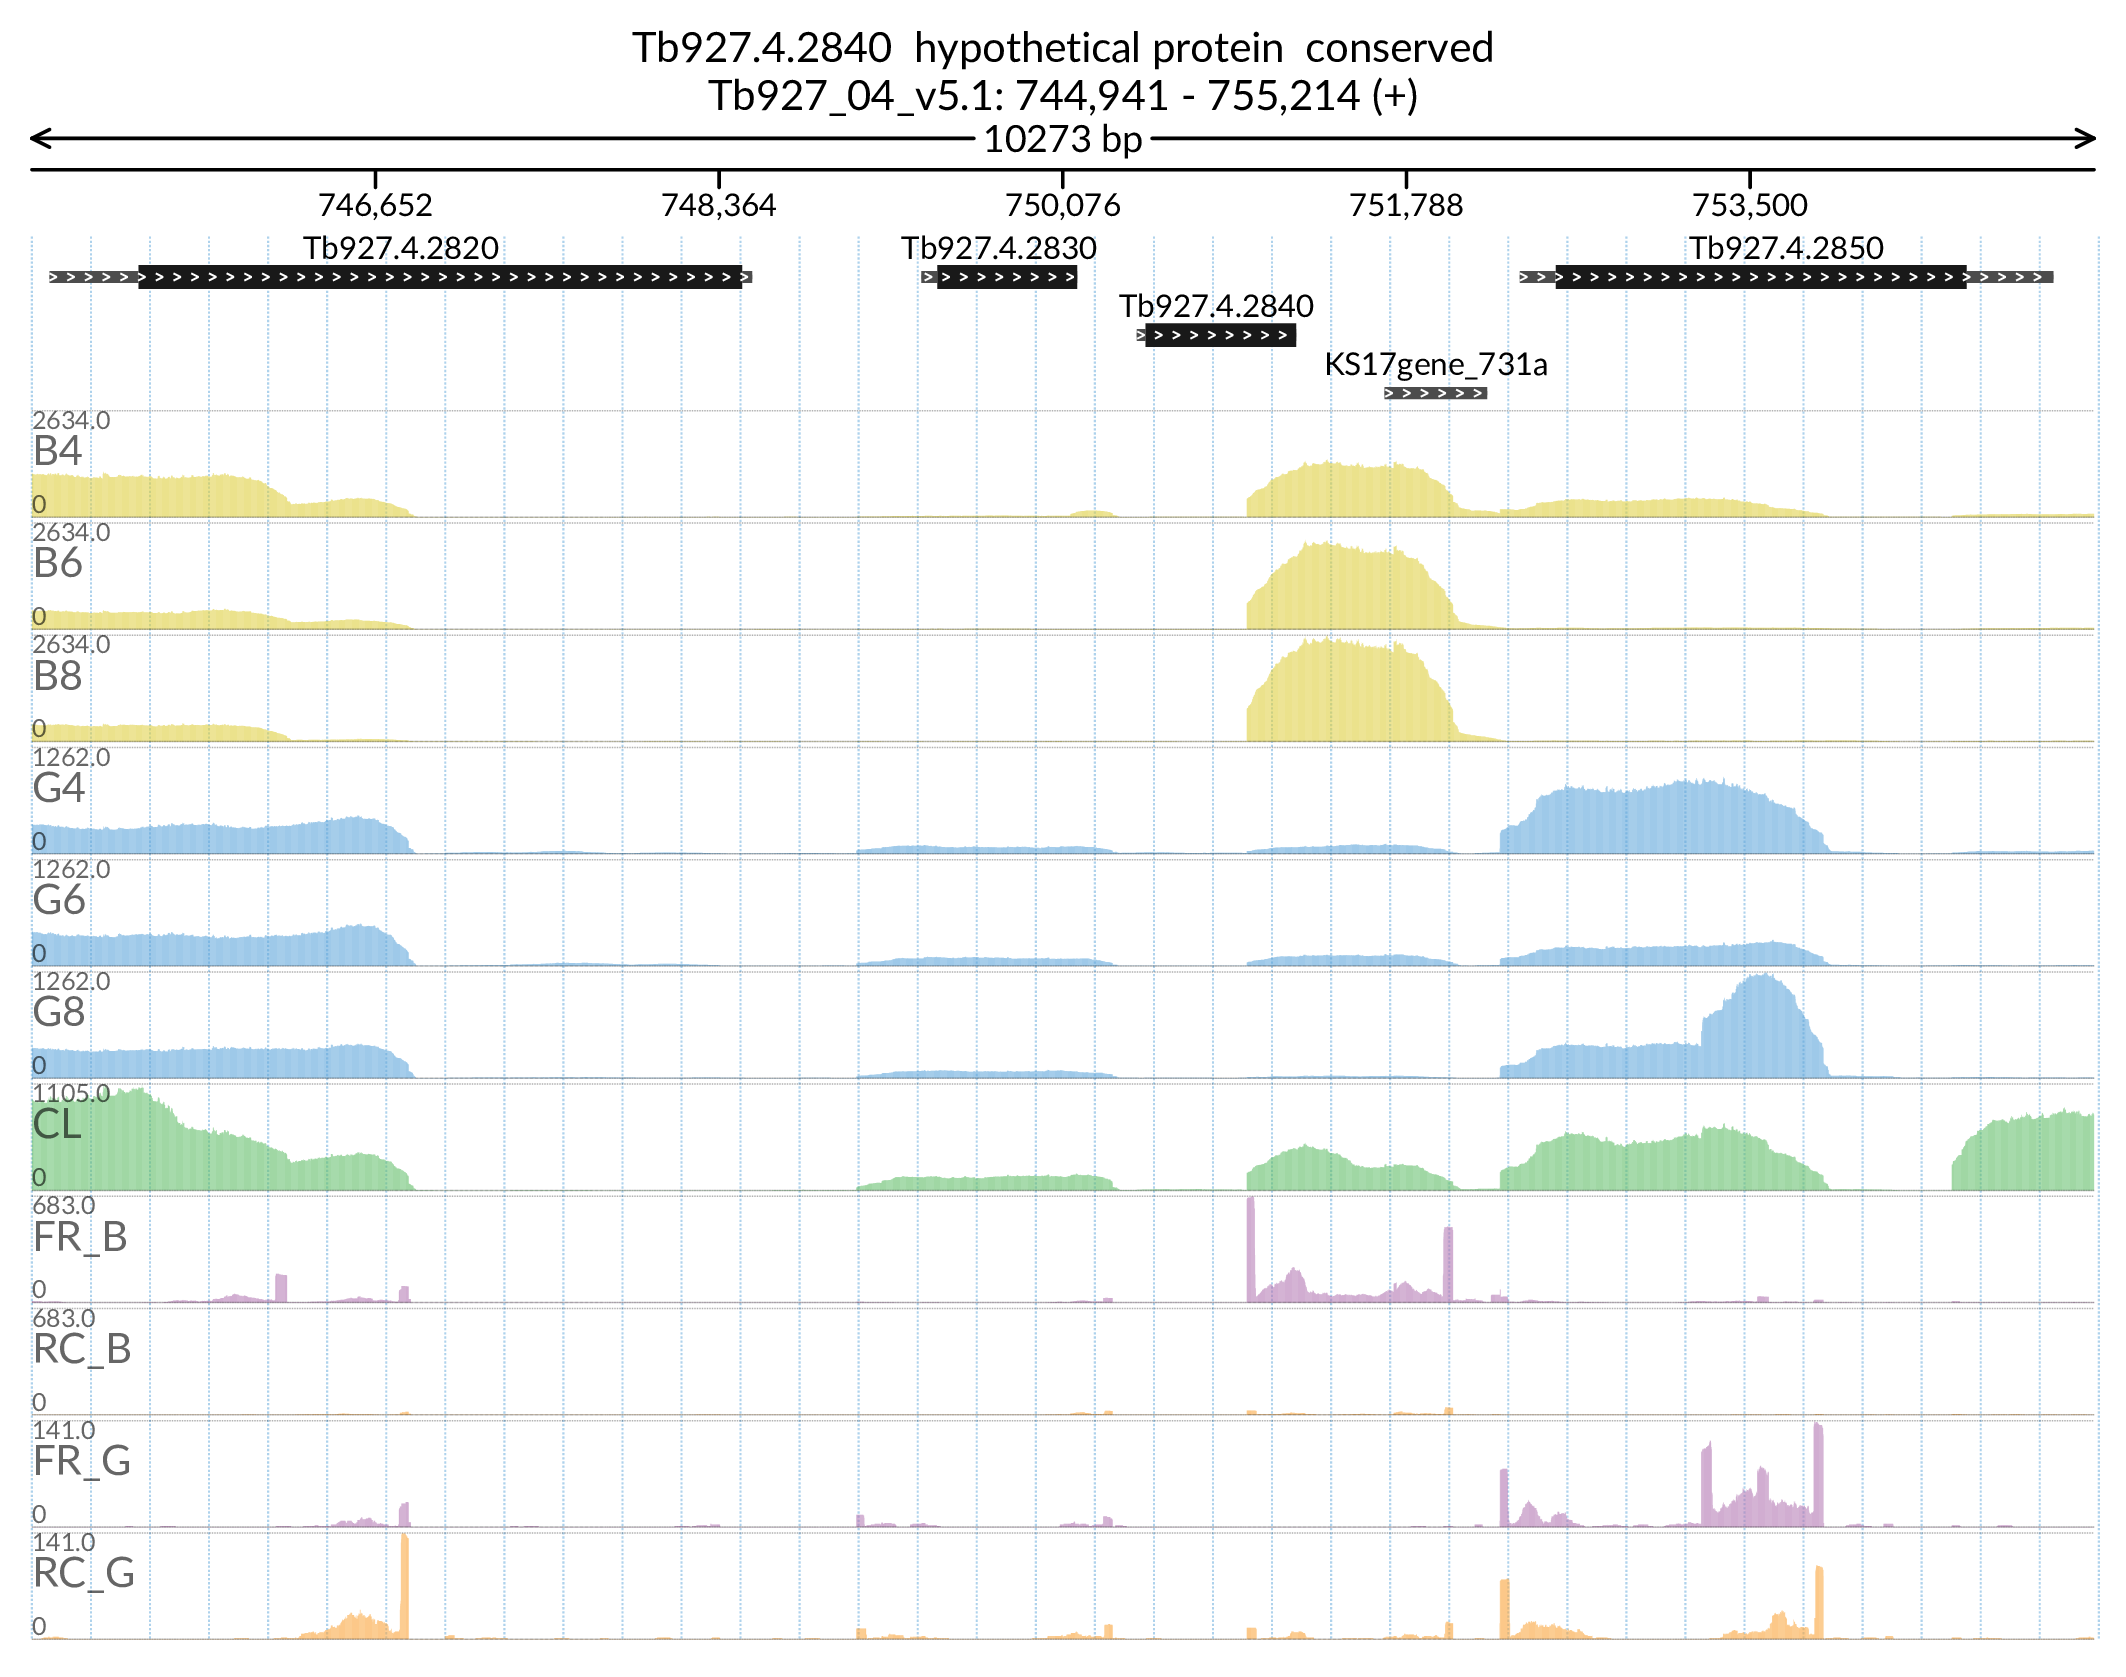 Tb927.4.2840  hypothetical protein  conserved
Tb927_04_v5.1: 744,941 - 755,214 (+)
10273 bp
746,652 748,364 750,076 751,788 753,500
Tb927.4.2820 Tb927.4.2830 Tb927.4.2850
Tb927.4.2840
KS17gene_731a
2634.0
B4
0
2634.0
B6
0
2634.0
B8
0
1262.0
G4
0
1262.0
G6
0
1262.0
G8
0
1105.0
CL
0
683.0
FR_B
0
683.0
RC_B
0
141.0
FR_G
0
141.0
RC_G
0